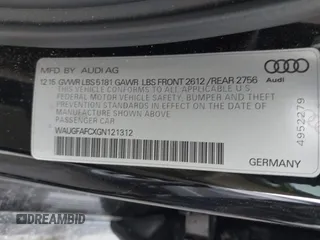 MFD BY: AUDI AG
12.15 GVWR LBS 5181 GAWR LBS FRONT 2612 / REAR 2756
THIS VEHICLE CONFORMS TO ALL APPLICABLE
US FEDERAL MOTOR VEHICLE SAFETY, BUMPER AND THEFT
PREVENTION STANDARDS IN EFFECT ON THE DATE OF
MANUFACTURE SHOWN ABOVE.
PASSENGER CAR
WAUGFAFCXGN121312
GERMANY
Audi
4952279
© DREAMBID